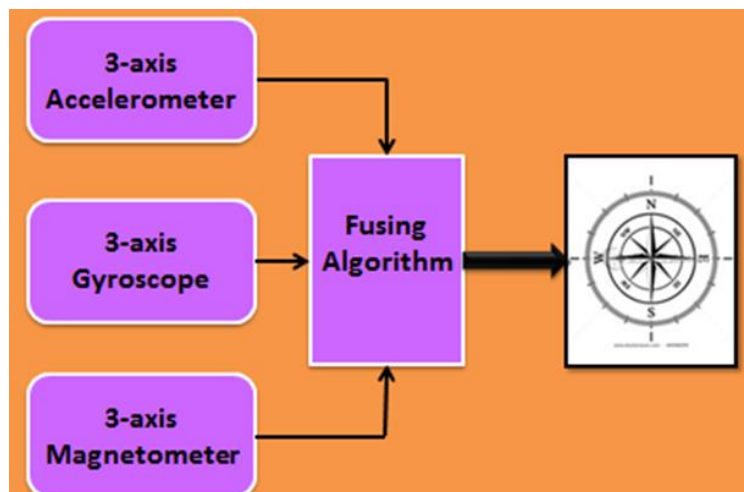 3-axis
Accelerometer
3-axis
Gyroscope
3-axis
Magnetometer
Fusing
Algorithm
N
W
E
S